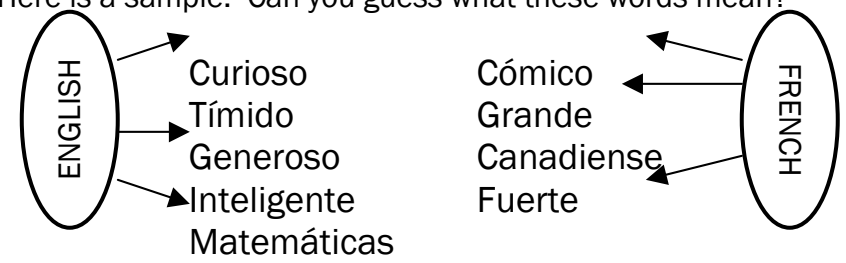 Here is a sample. Can you guess what these words mean?
ENGLISH
Curioso
Tímido
Generoso
Inteligente
Matemáticas
Cómico
Grande
Canadiense
Fuerte
FRENCH